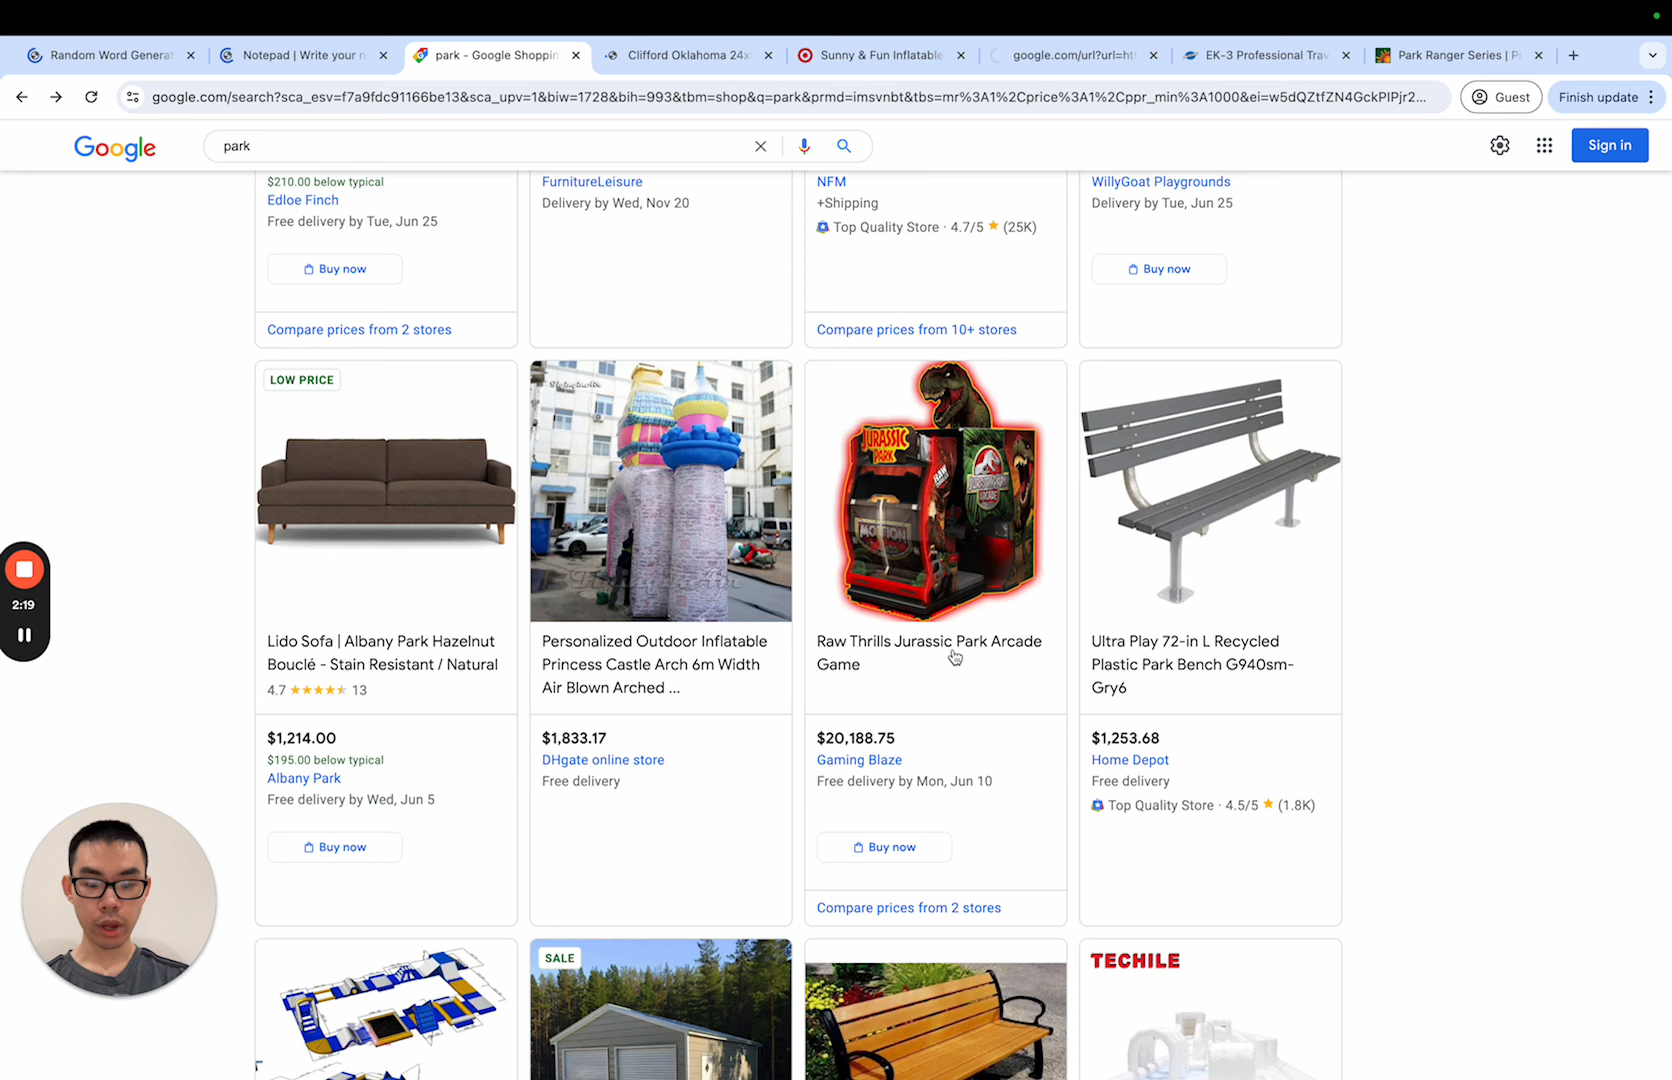 Random Word Generat
Notepad | Write your n
park - Google Shoppin
Clifford Oklahoma 24x
Sunny & Fun Inflatable
google.com/url?url=htt
EK-3 Professional Trav
Park Ranger Series | Pl
google.com/search?sca_esv=f7a9fdc91166be13&sca_upv=1&biw=1728&bih=993&tbm=shop&q=park&prmd=imsvnbt&tbs=mr%3A1%2Cprice%3A1%2Cppr_min%3A1000&ei=w5dQZtfZN4GckPIPjr2...
Guest
Finish update
Google
park
Sign in
$210.00 below typical
Edloe Finch
Free delivery by Tue, Jun 25
Buy now
Compare prices from 2 stores
FurnitureLeisure
Delivery by Wed, Nov 20
NFM
+Shipping
Top Quality Store · 4.7/5 ★ (25K)
Compare prices from 10+ stores
WillyGoat Playgrounds
Delivery by Tue, Jun 25
Buy now
LOW PRICE
Lido Sofa | Albany Park Hazelnut
Bouclé - Stain Resistant / Natural
4.7 ★★★★★ 13
$1,214.00
$195.00 below typical
Albany Park
Free delivery by Wed, Jun 5
Buy now
Personalized Outdoor Inflatable
Princess Castle Arch 6m Width
Air Blown Arched ...
$1,833.17
DHgate online store
Free delivery
JURASSIC
PARK
RAW
JURASSIC PARK
ARCADE
MOTION
Raw Thrills Jurassic Park Arcade
Game
$20,188.75
Gaming Blaze
Free delivery by Mon, Jun 10
Buy now
Compare prices from 2 stores
Ultra Play 72-in L Recycled
Plastic Park Bench G940sm-
Gry6
$1,253.68
Home Depot
Free delivery
Top Quality Store · 4.5/5 ★ (1.8K)
2:19
SALE
TECHILE